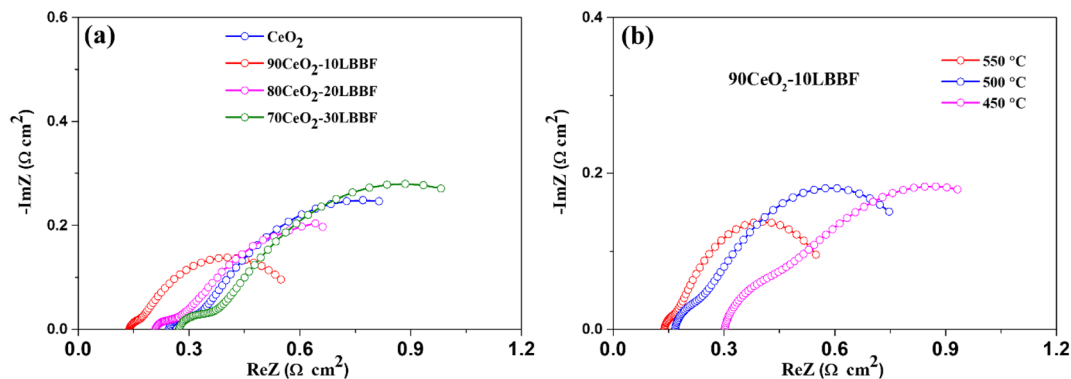 (a)
CeO₂
90CeO₂-10LBBF
80CeO₂-20LBBF
70CeO₂-30LBBF
-ImZ (Ω cm²)
0.6
0.4
0.2
0.0
0.0 0.3 0.6 0.9 1.2
ReZ (Ω cm²)
(b)
90CeO₂-10LBBF
550 °C
500 °C
450 °C
-ImZ (Ω cm²)
0.4
0.2
0.0
0.0 0.3 0.6 0.9 1.2
ReZ (Ω cm²)